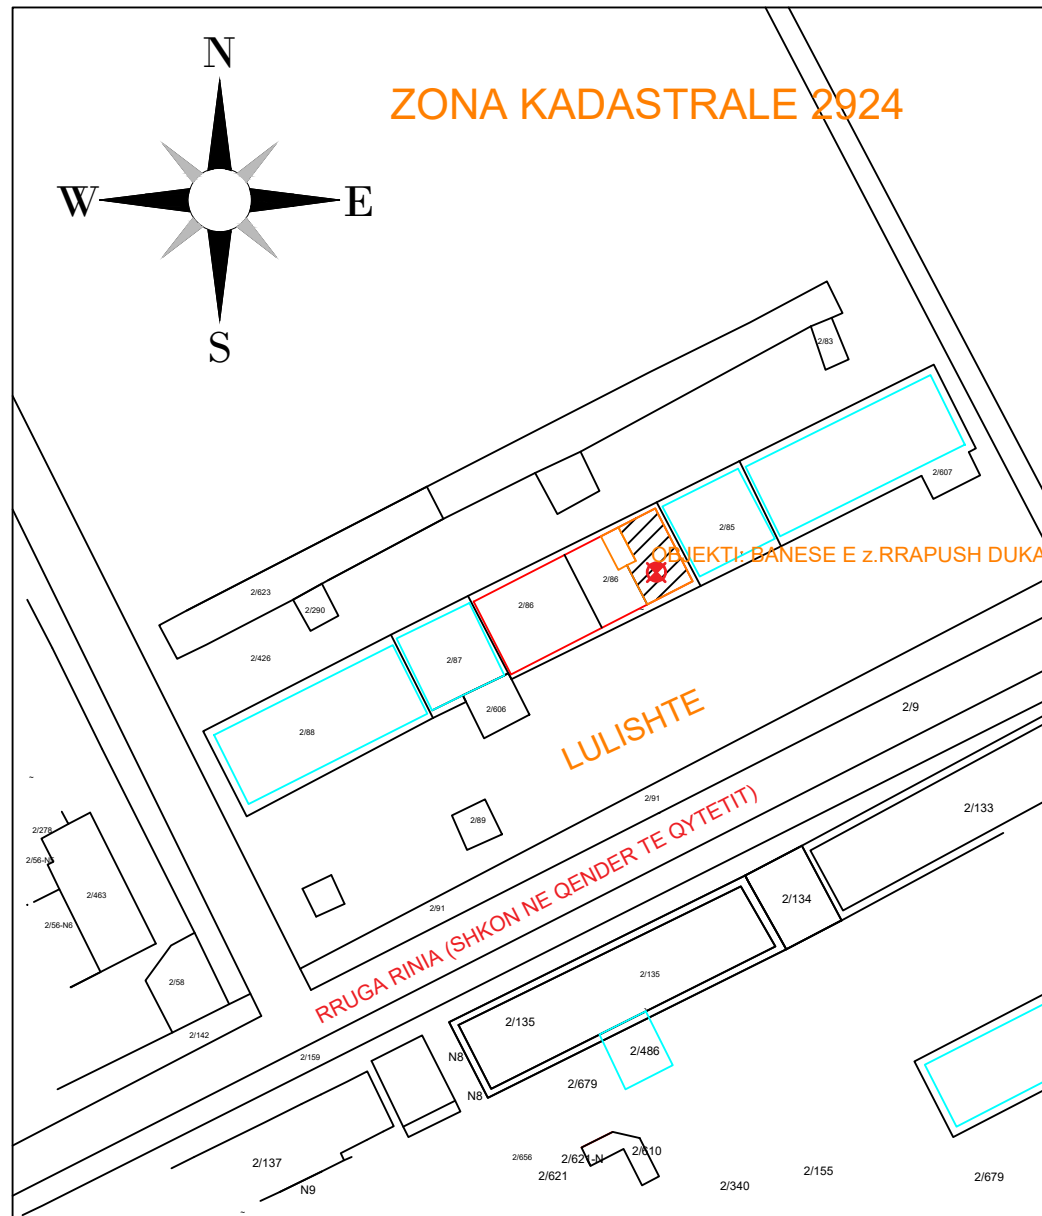 N
ZONA KADASTRALE 2924
W
E
S
2/83
2/607
2/85
OBJEKTI: BANESE E z.RRAPUSH DUKA
2/86
2/86
2/623
2/290
2/426
2/87
2/606
2/88
LULISHTE
2/9
2/91
2/89
2/133
2/278
2/56-N5
2/463
2/56-N6
2/91
RRUGA RINIA (SHKON NE QENDER TE QYTETIT)
2/134
2/58
2/135
2/135
2/142
2/159
N8
2/486
2/679
N8
2/137
N9
2/656
2/621-N
2/610
2/621
2/340
2/155
2/679